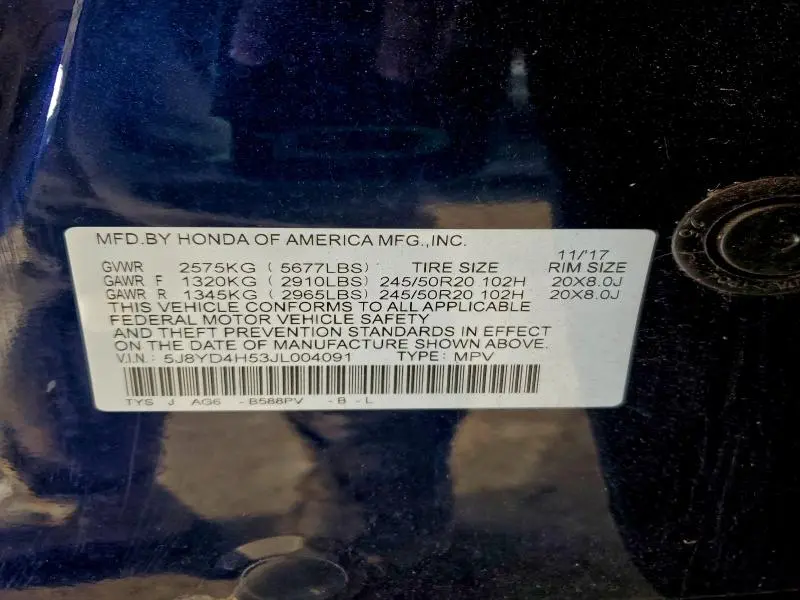 MFD.BY HONDA OF AMERICA MFG.,INC.
11/'17
GVWR 2575KG ( 5677LBS) TIRE SIZE RIM SIZE
GAWR F 1320KG ( 2910LBS) 245/50R20 102H 20X8.0J
GAWR R 1345KG ( 2965LBS) 245/50R20 102H 20X8.0J
THIS VEHICLE CONFORMS TO ALL APPLICABLE
FEDERAL MOTOR VEHICLE SAFETY
AND THEFT PREVENTION STANDARDS IN EFFECT
ON THE DATE OF MANUFACTURE SHOWN ABOVE.
V.I.N.: 5J8YD4H53JL004091 TYPE: MPV
TYS J AG6 -B588PV -B -L